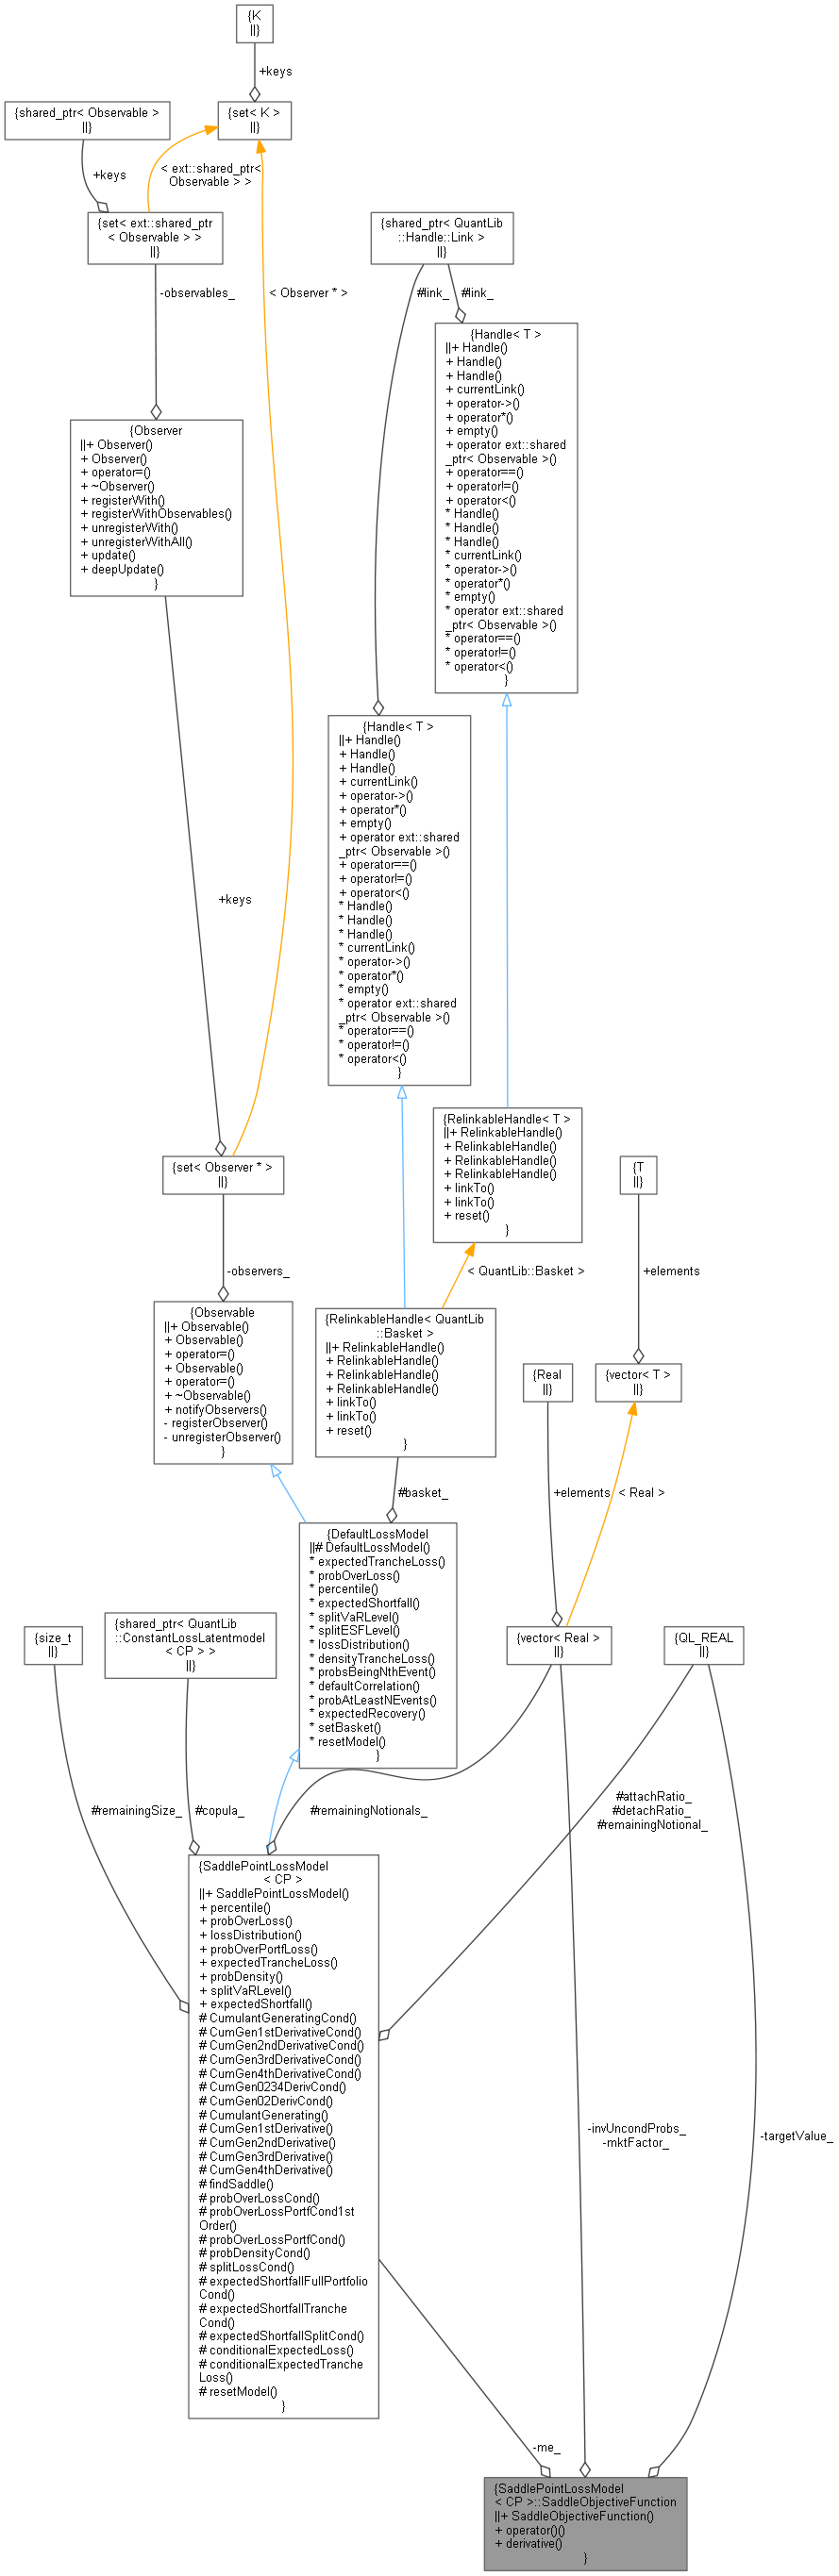 {K
||}
+keys
{shared_ptr< Observable >
||}
{set< K >
||}
+keys
< ext::shared_ptr<
Observable > >
{set< ext::shared_ptr
< Observable > >
||}
{shared_ptr< QuantLib
::Handle::Link >
||}
-observables_
< Observer * >
#link_
#link_
{Handle< T >
||+ Handle()
+ Handle()
+ Handle()
+ currentLink()
+ operator->()
+ operator*()
+ empty()
+ operator ext::shared
_ptr< Observable >()
+ operator==()
+ operator!=()
+ operator<()
* Handle()
* Handle()
* Handle()
* currentLink()
* operator->()
* operator*()
* empty()
* operator ext::shared
_ptr< Observable >()
* operator==()
* operator!=()
* operator<()
}
{Observer
||+ Observer()
+ Observer()
+ operator=()
+ ~Observer()
+ registerWith()
+ registerWithObservables()
+ unregisterWith()
+ unregisterWithAll()
+ update()
+ deepUpdate()
}
{Handle< T >
||+ Handle()
+ Handle()
+ Handle()
+ currentLink()
+ operator->()
+ operator*()
+ empty()
+ operator ext::shared
_ptr< Observable >()
+ operator==()
+ operator!=()
+ operator<()
* Handle()
* Handle()
* Handle()
* currentLink()
* operator->()
* operator*()
* empty()
* operator ext::shared
_ptr< Observable >()
* operator==()
* operator!=()
* operator<()
}
+keys
{RelinkableHandle< T >
||+ RelinkableHandle()
+ RelinkableHandle()
+ RelinkableHandle()
+ RelinkableHandle()
+ linkTo()
+ linkTo()
+ reset()
}
{set< Observer * >
||}
{T
||}
-observers_
< QuantLib::Basket >
+elements
{Observable
||+ Observable()
+ Observable()
+ operator=()
+ Observable()
+ operator=()
+ ~Observable()
+ notifyObservers()
- registerObserver()
- unregisterObserver()
}
{RelinkableHandle< QuantLib
::Basket >
||+ RelinkableHandle()
+ RelinkableHandle()
+ RelinkableHandle()
+ RelinkableHandle()
+ linkTo()
+ linkTo()
+ reset()
}
{Real
||}
{vector< T >
||}
#basket_
+elements
< Real >
{DefaultLossModel
||# DefaultLossModel()
* expectedTrancheLoss()
* probOverLoss()
* percentile()
* expectedShortfall()
* splitVaRLevel()
* splitESFLevel()
* lossDistribution()
* densityTrancheLoss()
* probsBeingNthEvent()
* defaultCorrelation()
* probAtLeastNEvents()
* expectedRecovery()
* setBasket()
* resetModel()
}
{size_t
||}
{shared_ptr< QuantLib
::ConstantLossLatentmodel
< CP > >
||}
{vector< Real >
||}
{QL_REAL
||}
#remainingSize_
#copula_
#remainingNotionals_
#attachRatio_
#detachRatio_
#remainingNotional_
{SaddlePointLossModel
< CP >
||+ SaddlePointLossModel()
+ percentile()
+ probOverLoss()
+ lossDistribution()
+ probOverPortfLoss()
+ expectedTrancheLoss()
+ probDensity()
+ splitVaRLevel()
+ expectedShortfall()
# CumulantGeneratingCond()
# CumGen1stDerivativeCond()
# CumGen2ndDerivativeCond()
# CumGen3rdDerivativeCond()
# CumGen4thDerivativeCond()
# CumGen0234DerivCond()
# CumGen02DerivCond()
# CumulantGenerating()
# CumGen1stDerivative()
# CumGen2ndDerivative()
# CumGen3rdDerivative()
# CumGen4thDerivative()
# findSaddle()
# probOverLossCond()
# probOverLossPortfCond1st
Order()
# probOverLossPortfCond()
# probDensityCond()
# splitLossCond()
# expectedShortfallFullPortfolio
Cond()
# expectedShortfallTranche
Cond()
# expectedShortfallSplitCond()
# conditionalExpectedLoss()
# conditionalExpectedTranche
Loss()
# resetModel()
}
-invUncondProbs_
-mktFactor_
-targetValue_
-me_
{SaddlePointLossModel
< CP >::SaddleObjectiveFunction
||+ SaddleObjectiveFunction()
+ operator()()
+ derivative()
}